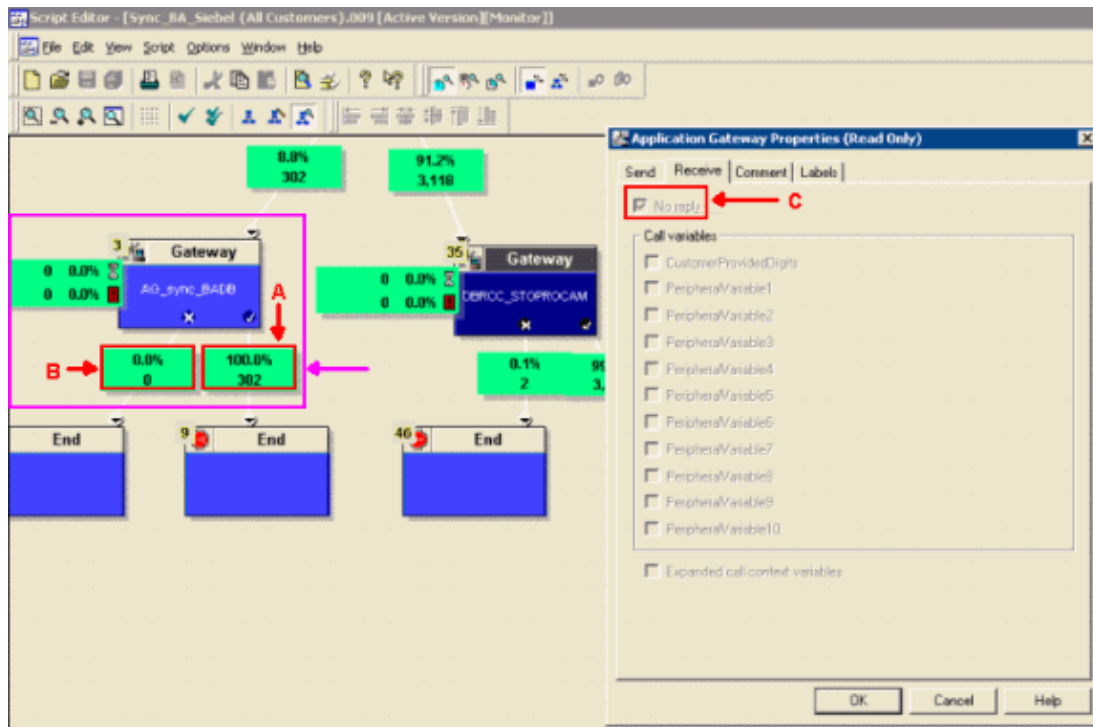 Script Editor - [Sync_BA_Siebel {All Customers}.009 [Active Version][Monitor]]
File Edit View Script Options Window Help
8.8%
302
91.2%
3,118
Application Gateway Properties (Read Only)
Send Receive Comment Labels
No reply
C
Call variables
CustomerProvidedDigits
PeripheralVariable1
PeripheralVariable2
PeripheralVariable3
PeripheralVariable4
PeripheralVariable5
PeripheralVariable6
PeripheralVariable7
PeripheralVariable8
PeripheralVariable9
PeripheralVariable10
Expanded call context variables
OK Cancel Help
3
Gateway
0 0.0%
0 0.0%
AG_sync_BADB
A
B
0.0%
0
100.0%
302
35
Gateway
0 0.0%
0 0.0%
DBRCC_STOPROCAM
0.1%
2
99
3,
End
9
End
46
End